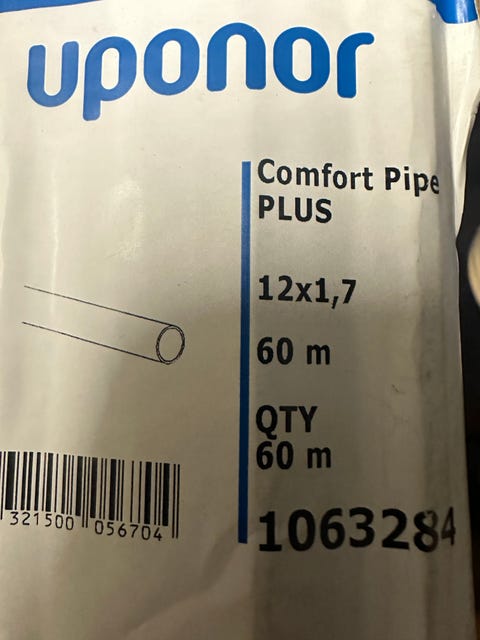 uponor
Comfort Pipe
PLUS
12x1,7
60 m
QTY
60 m
321500 056704
1063284